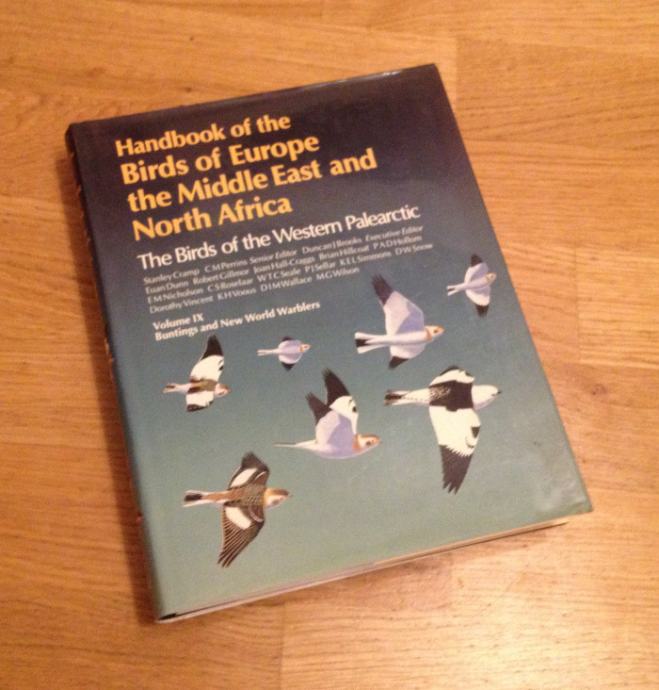 Handbook of the
Birds of Europe
the Middle East and
North Africa
The Birds of the Western Palearctic
Stanley Cramp C M Perrins Senior Editor Duncan J Brooks Executive Editor
Euan Dunn Robert Gillmor Joan Hall-Craggs Brian Hillcoat P A D Hollom
E M Nicholson C S Roselaar W T C Seale P J Sellar K E L Simmons D W Snow
Dorothy Vincent K H Voous D I M Wallace M G Wilson
Volume IX
Buntings and New World Warblers